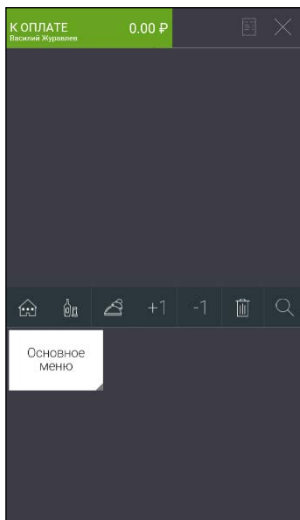 К ОПЛАТЕ 0.00 ₽
Василий Журавлев
+1 -1
Основное
меню